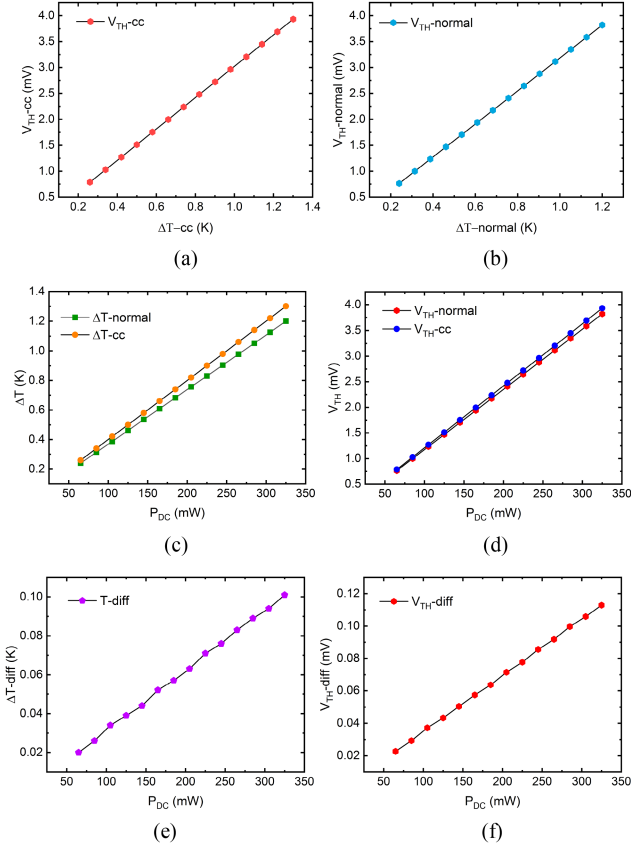 V_TH-cc
V_TH-cc (mV)
4.0
3.5
3.0
2.5
2.0
1.5
1.0
0.5
0.2 0.4 0.6 0.8 1.0 1.2 1.4
ΔT−cc (K)
(a)
V_TH-normal
V_TH-normal (mV)
4.0
3.5
3.0
2.5
2.0
1.5
1.0
0.5
0.2 0.4 0.6 0.8 1.0 1.2
ΔT−normal (K)
(b)
ΔT-normal
ΔT-cc
ΔT (K)
1.4
1.2
1.0
0.8
0.6
0.4
0.2
50 100 150 200 250 300 350
P_DC (mW)
(c)
V_TH-normal
V_TH-cc
V_TH (mV)
4.0
3.5
3.0
2.5
2.0
1.5
1.0
0.5
50 100 150 200 250 300 350
P_DC (mW)
(d)
T-diff
ΔT-diff (K)
0.10
0.08
0.06
0.04
0.02
50 100 150 200 250 300 350
P_DC (mW)
(e)
V_TH-diff
V_TH-diff (mV)
0.12
0.10
0.08
0.06
0.04
0.02
50 100 150 200 250 300 350
P_DC (mW)
(f)